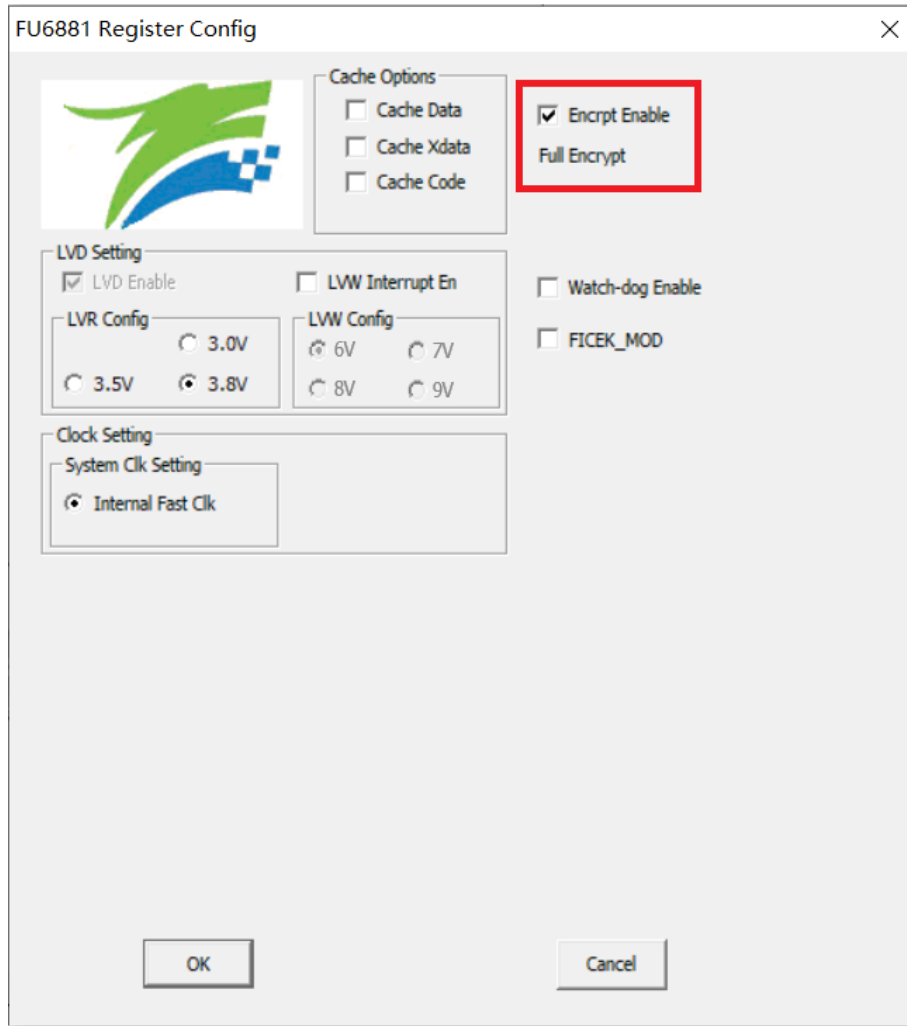 FU6881 Register Config
Cache Options
Cache Data
Cache Xdata
Cache Code
Encrpt Enable
Full Encrypt
LVD Setting
LVD Enable
LVW Interrupt En
LVR Config
3.0V
3.5V
3.8V
LVW Config
6V
7V
8V
9V
Watch-dog Enable
FICEK_MOD
Clock Setting
System Clk Setting
Internal Fast Clk
OK
Cancel